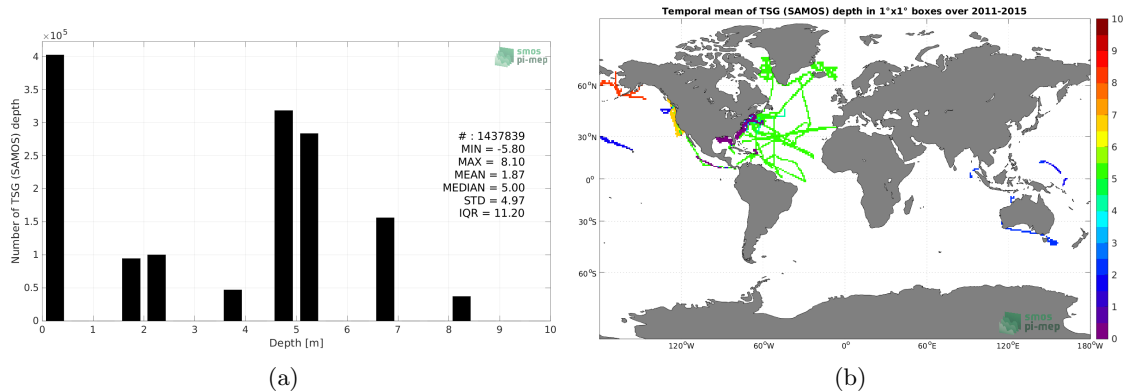 ×10⁵
4
3.5
3
2.5
2
1.5
1
0.5
0
Number of TSG (SAMOS) depth
0 1 2 3 4 5 6 7 8 9 10
Depth [m]
smos
pi-mep
# : 1437839
MIN = -5.80
MAX = 8.10
MEAN = 1.87
MEDIAN = 5.00
STD = 4.97
IQR = 11.20
(a)
Temporal mean of TSG (SAMOS) depth in 1°x1° boxes over 2011-2015
60°N
30°N
0°
30°S
60°S
120°W 60°W 0° 60°E 120°E 180°W
smos
pi-mep
10
9
8
7
6
5
4
3
2
1
0
(b)